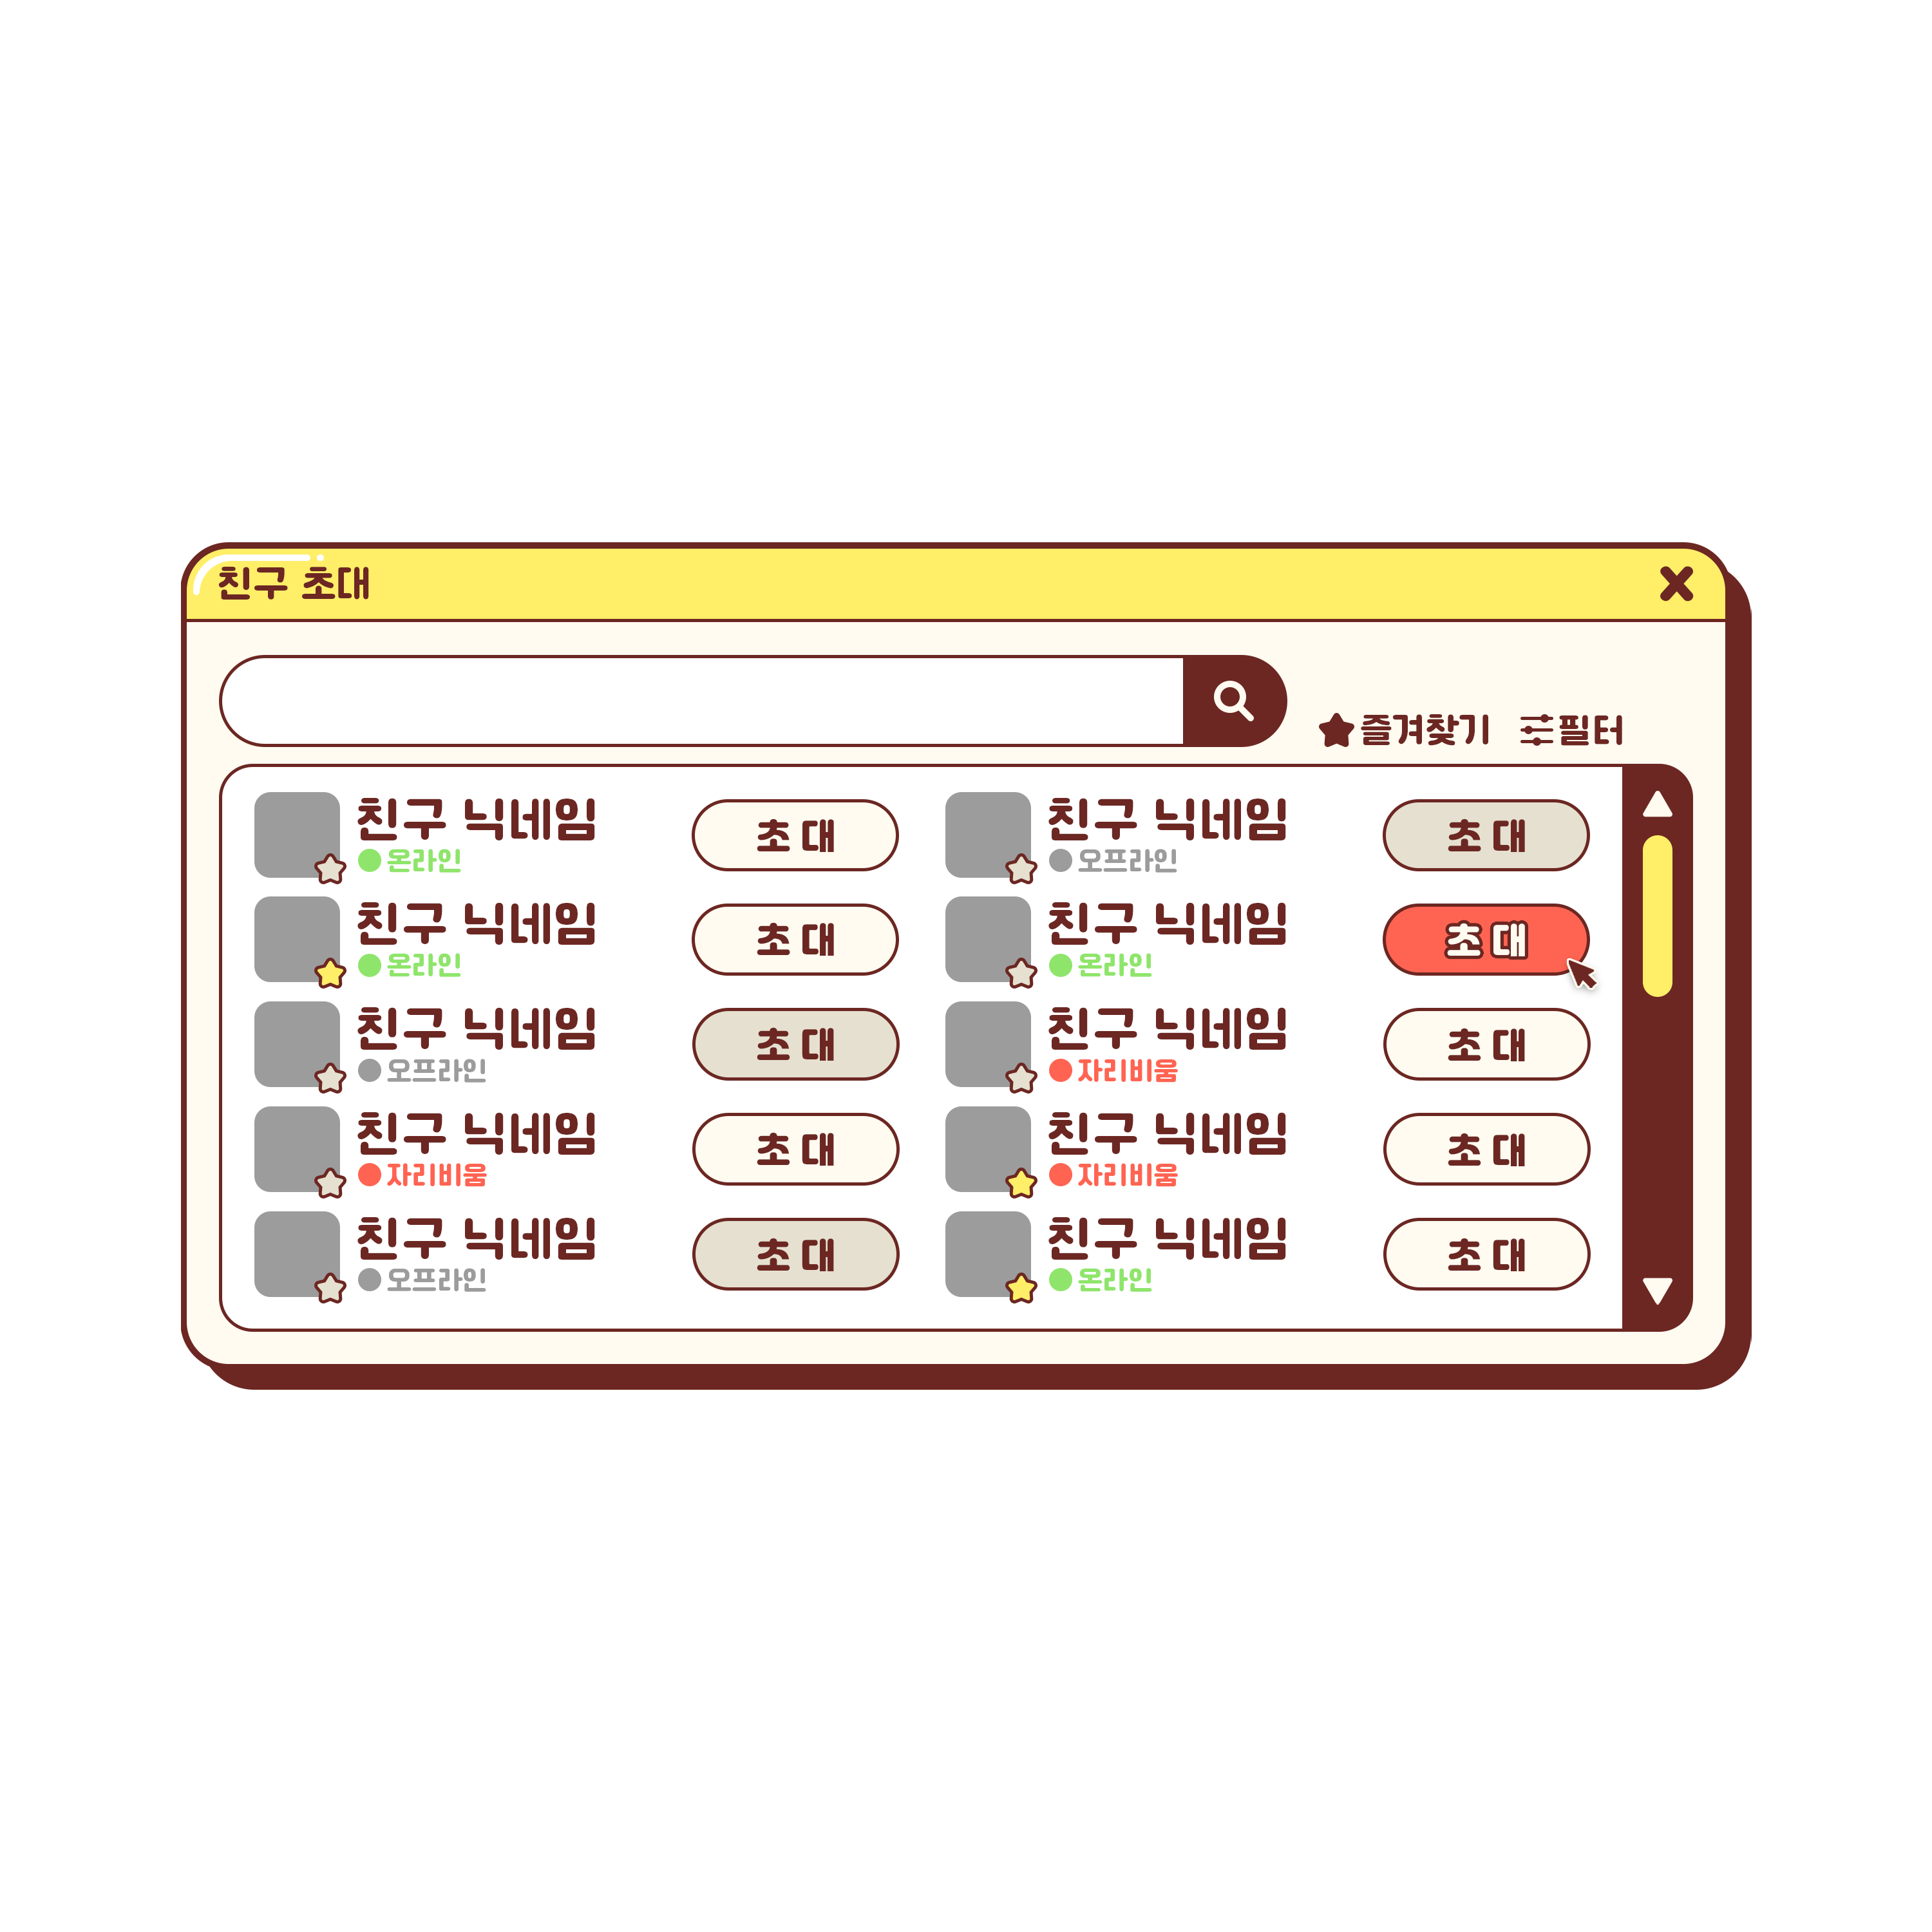 친구 초대
즐겨찾기 필터
친구 닉네임 초대 친구 닉네임 초대
온라인 오프라인
친구 닉네임 초대 친구 닉네임 초대
온라인 온라인
친구 닉네임 초대 친구 닉네임 초대
오프라인 자리비움
친구 닉네임 초대 친구 닉네임 초대
자리비움 자리비움
친구 닉네임 초대 친구 닉네임 초대
오프라인 온라인